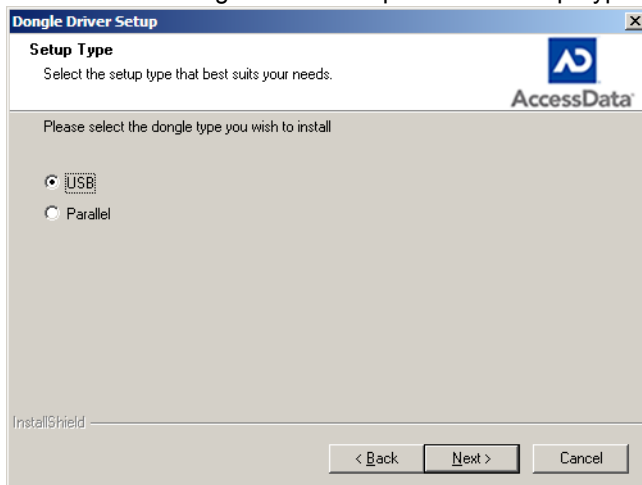 Dongle Driver Setup
Setup Type
Select the setup type that best suits your needs.
AccessData
Please select the dongle type you wish to install
USB
Parallel
InstallShield
< Back Next > Cancel